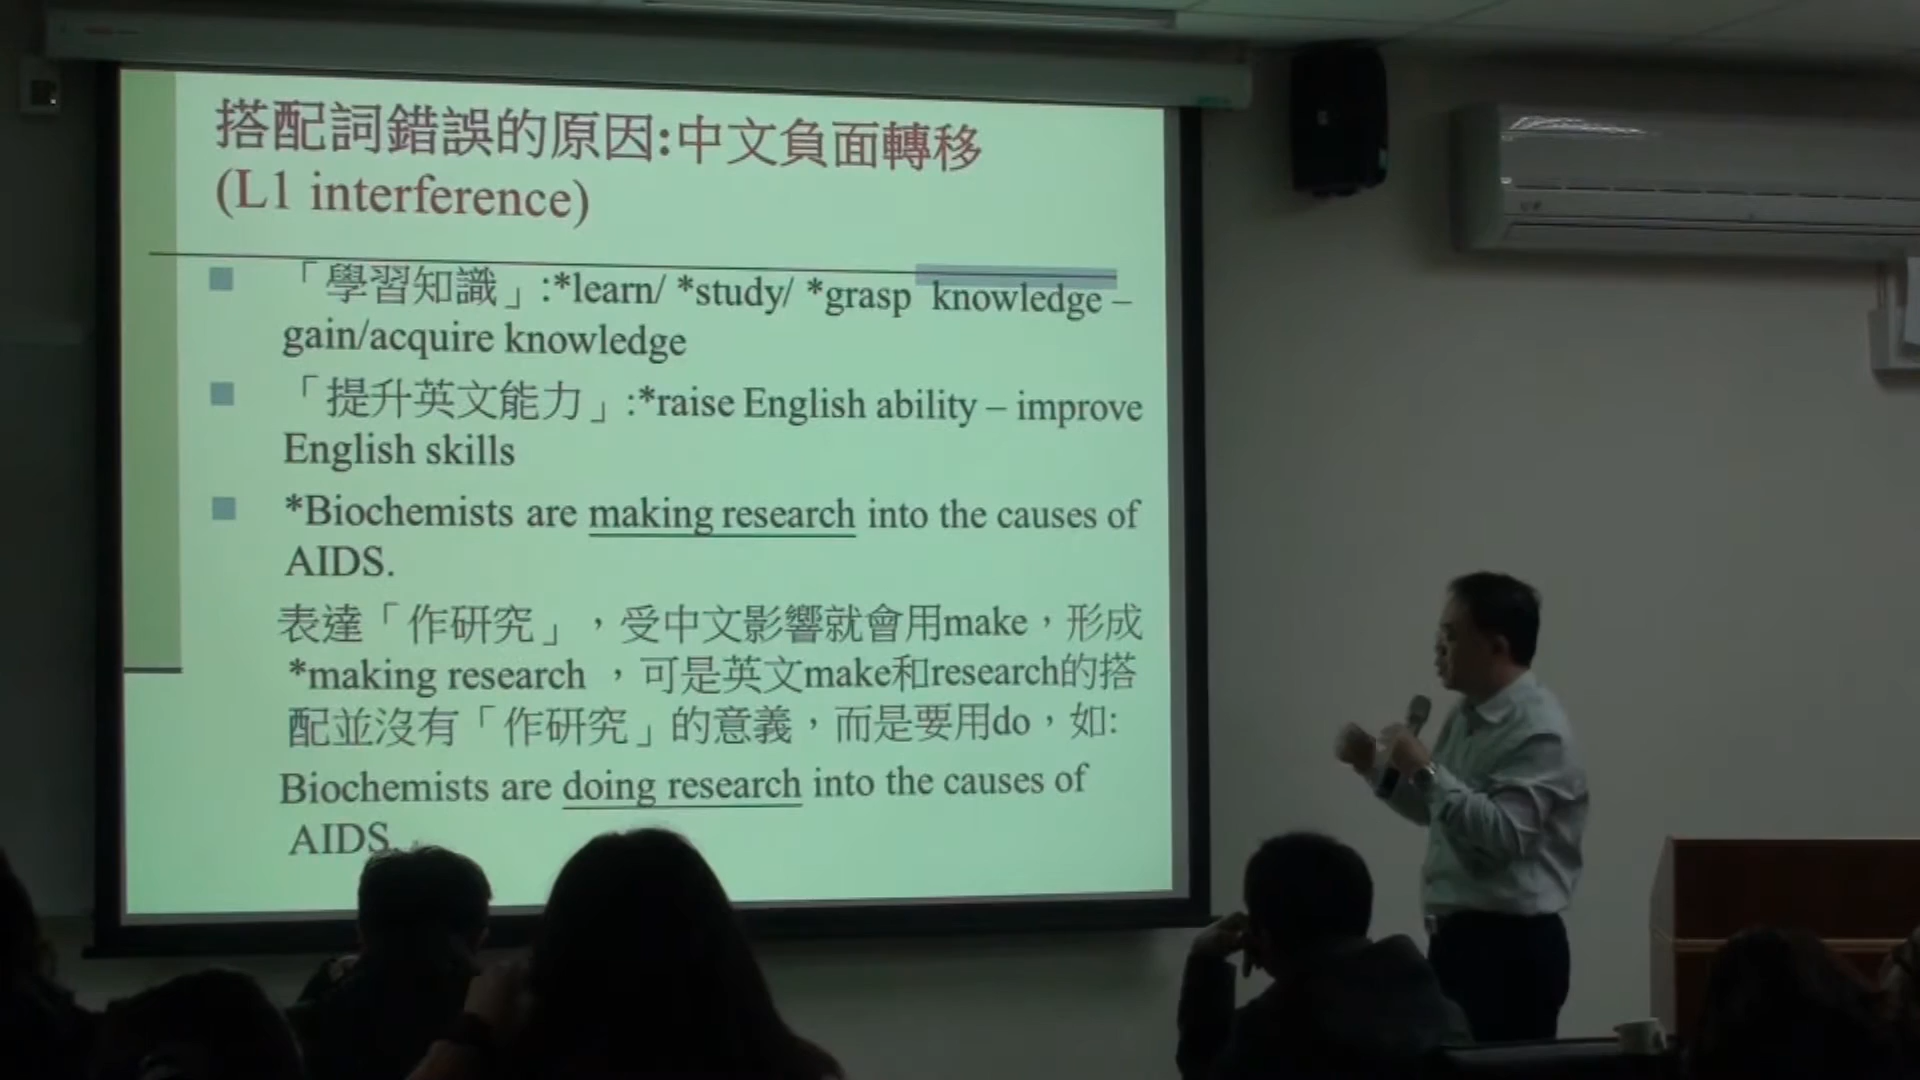 搭配詞錯誤的原因:中文負面轉移
(L1 interference)
「學習知識」:*learn/ *study/ *grasp knowledge –
gain/acquire knowledge
「提升英文能力」:*raise English ability – improve
English skills
*Biochemists are making research into the causes of
AIDS.
表達「作研究」，受中文影響就會用make，形成
*making research ，可是英文make和research的搭
配並沒有「作研究」的意義，而是要用do，如:
Biochemists are doing research into the causes of
AIDS.